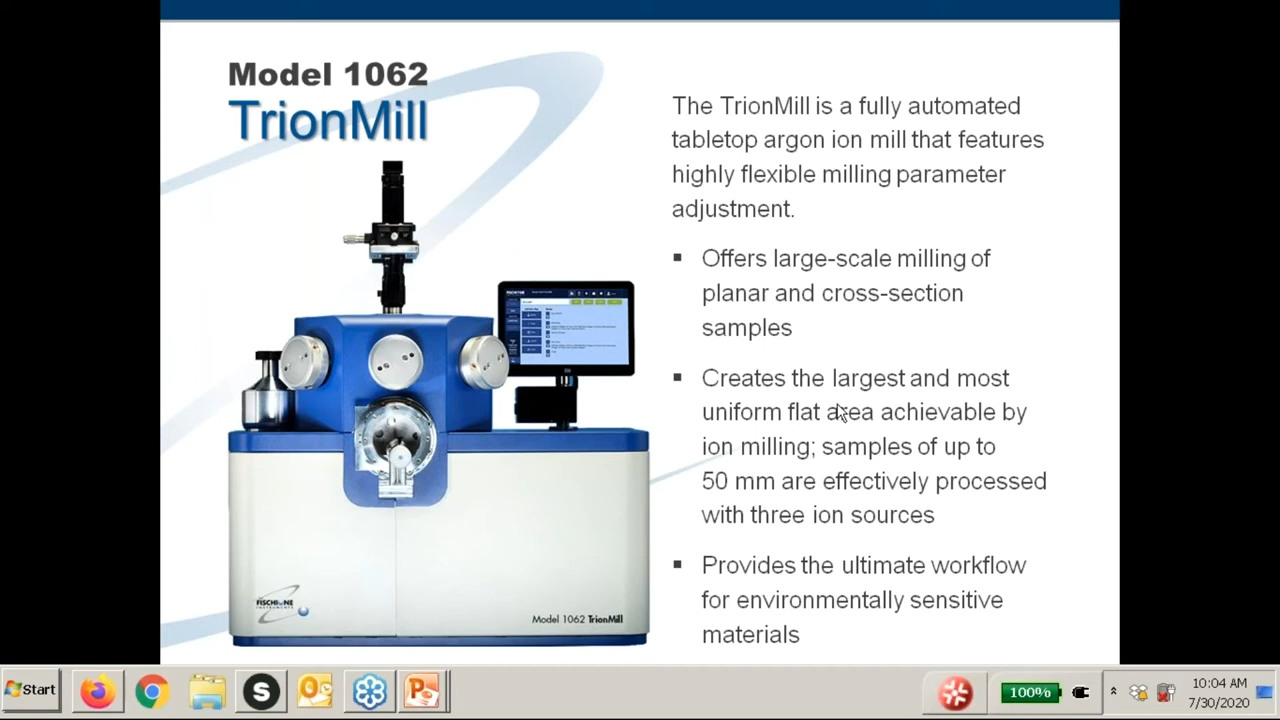 Model 1062
TrionMill
The TrionMill is a fully automated
tabletop argon ion mill that features
highly flexible milling parameter
adjustment.
▪ Offers large-scale milling of
planar and cross-section
samples
▪ Creates the largest and most
uniform flat area achievable by
ion milling; samples of up to
50 mm are effectively processed
with three ion sources
▪ Provides the ultimate workflow
for environmentally sensitive
materials
FISCHIONE
INSTRUMENTS
Model 1062 TrionMill
Start
100%
10:04 AM
7/30/2020